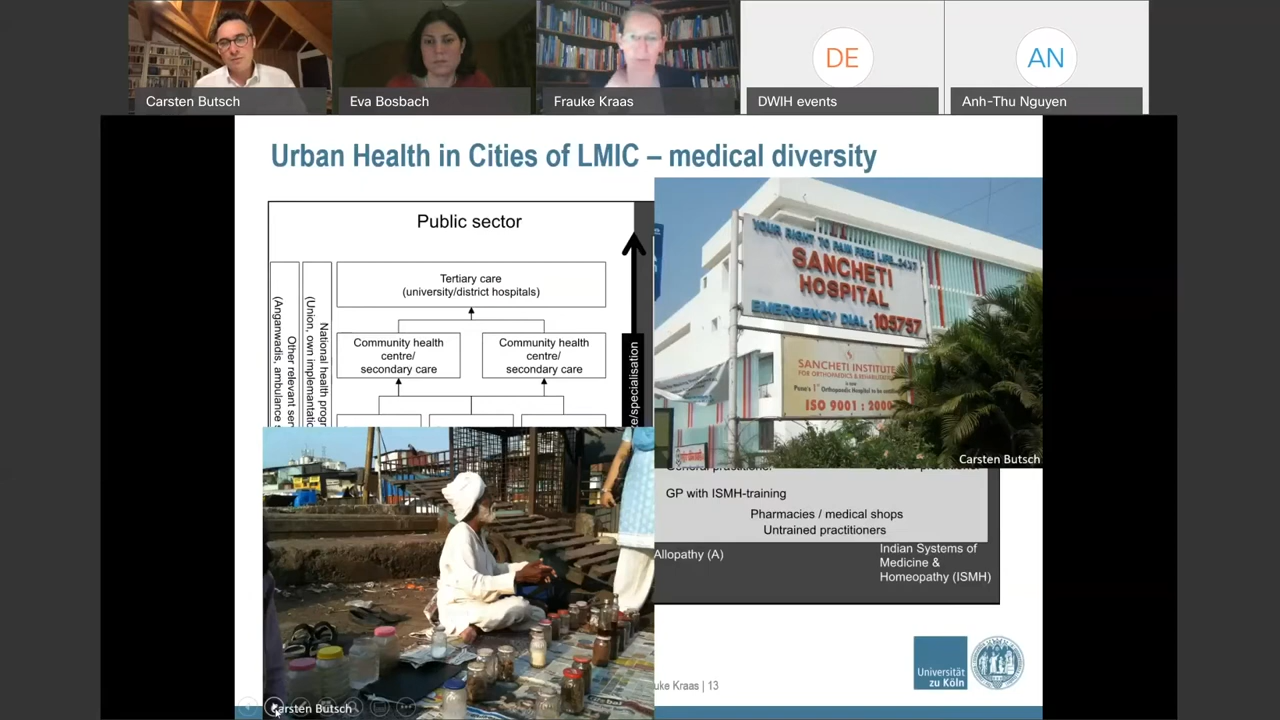 Carsten Butsch
Eva Bosbach
Frauke Kraas
DE
DWIH events
AN
Anh-Thu Nguyen
Urban Health in Cities of LMIC – medical diversity
Public sector
Tertiary care
(university/district hospitals)
Community health
centre/
secondary care
Community health
centre/
secondary care
Other relevant
(Anganwadis, ambulance
National health
(Union, own
YOUR RIGHT TO PAIN FREE LIFE..2437
SANCHETI
HOSPITAL
EMERGENCY DIAL : 105757
SANCHETI INSTITUTE
FOR ORTHOPAEDICS & REHABILITATION
ISO 9001 : 2000
Carsten Butsch
GP with ISMH-training
Pharmacies / medical shops
Untrained practitioners
Allopathy (A)
Indian Systems of
Medicine &
Homeopathy (ISMH)
Kraas | 13
Universität
zu Köln
Carsten Butsch